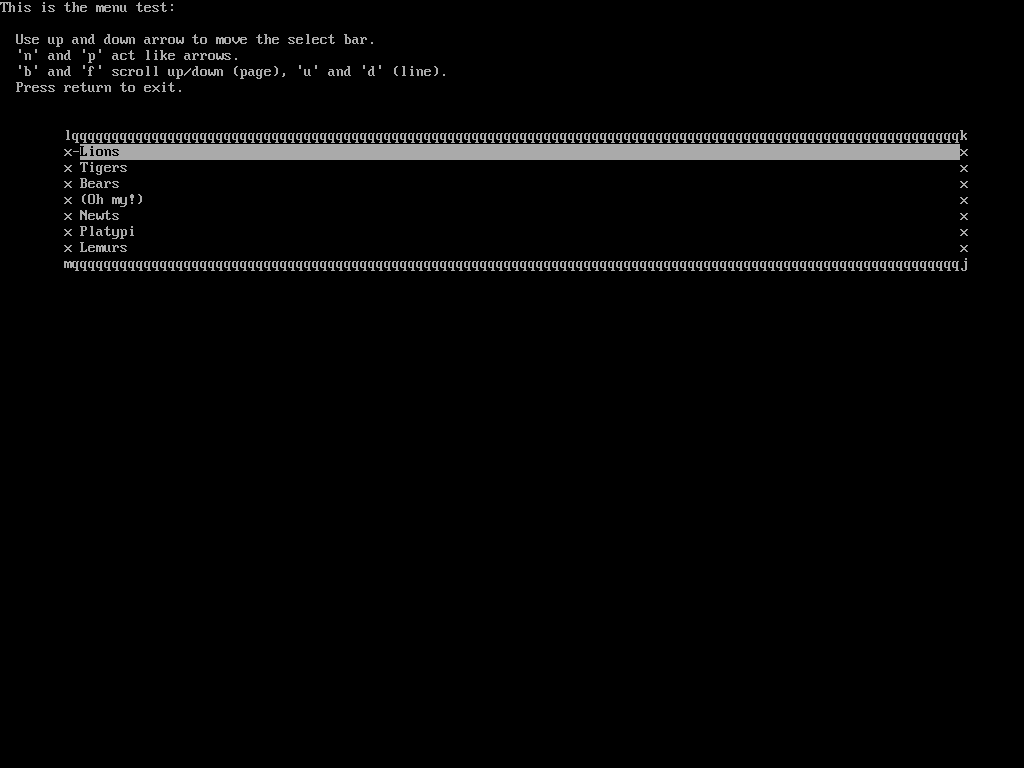 This is the menu test:
Use up and down arrow to move the select bar.
'n' and 'p' act like arrows.
'b' and 'f' scroll up/down (page), 'u' and 'd' (line).
Press return to exit.
lqqqqqqqqqqqqqqqqqqqqqqqqqqqqqqqqqqqqqqqqqqqqqqqqqqqqqqqqqqqqqqqqqqqqqqqqqqqqqqqqqqqqqqqqqqqqqqqqqqqqqqqqqqqqqqqk
x-Lions x
x Tigers x
x Bears x
x (Oh my!) x
x Newts x
x Platypi x
x Lemurs x
mqqqqqqqqqqqqqqqqqqqqqqqqqqqqqqqqqqqqqqqqqqqqqqqqqqqqqqqqqqqqqqqqqqqqqqqqqqqqqqqqqqqqqqqqqqqqqqqqqqqqqqqqqqqqqqqj